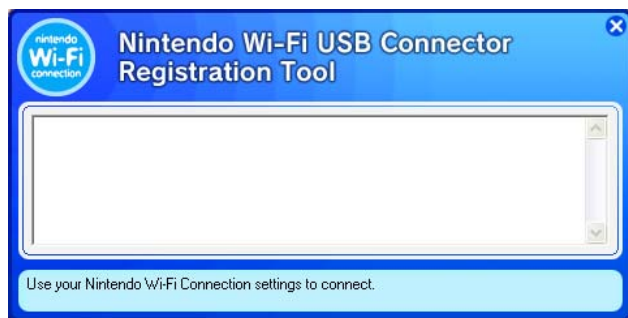 nintendo
Wi-Fi
connection
Nintendo Wi-Fi USB Connector
Registration Tool
Use your Nintendo Wi-Fi Connection settings to connect.